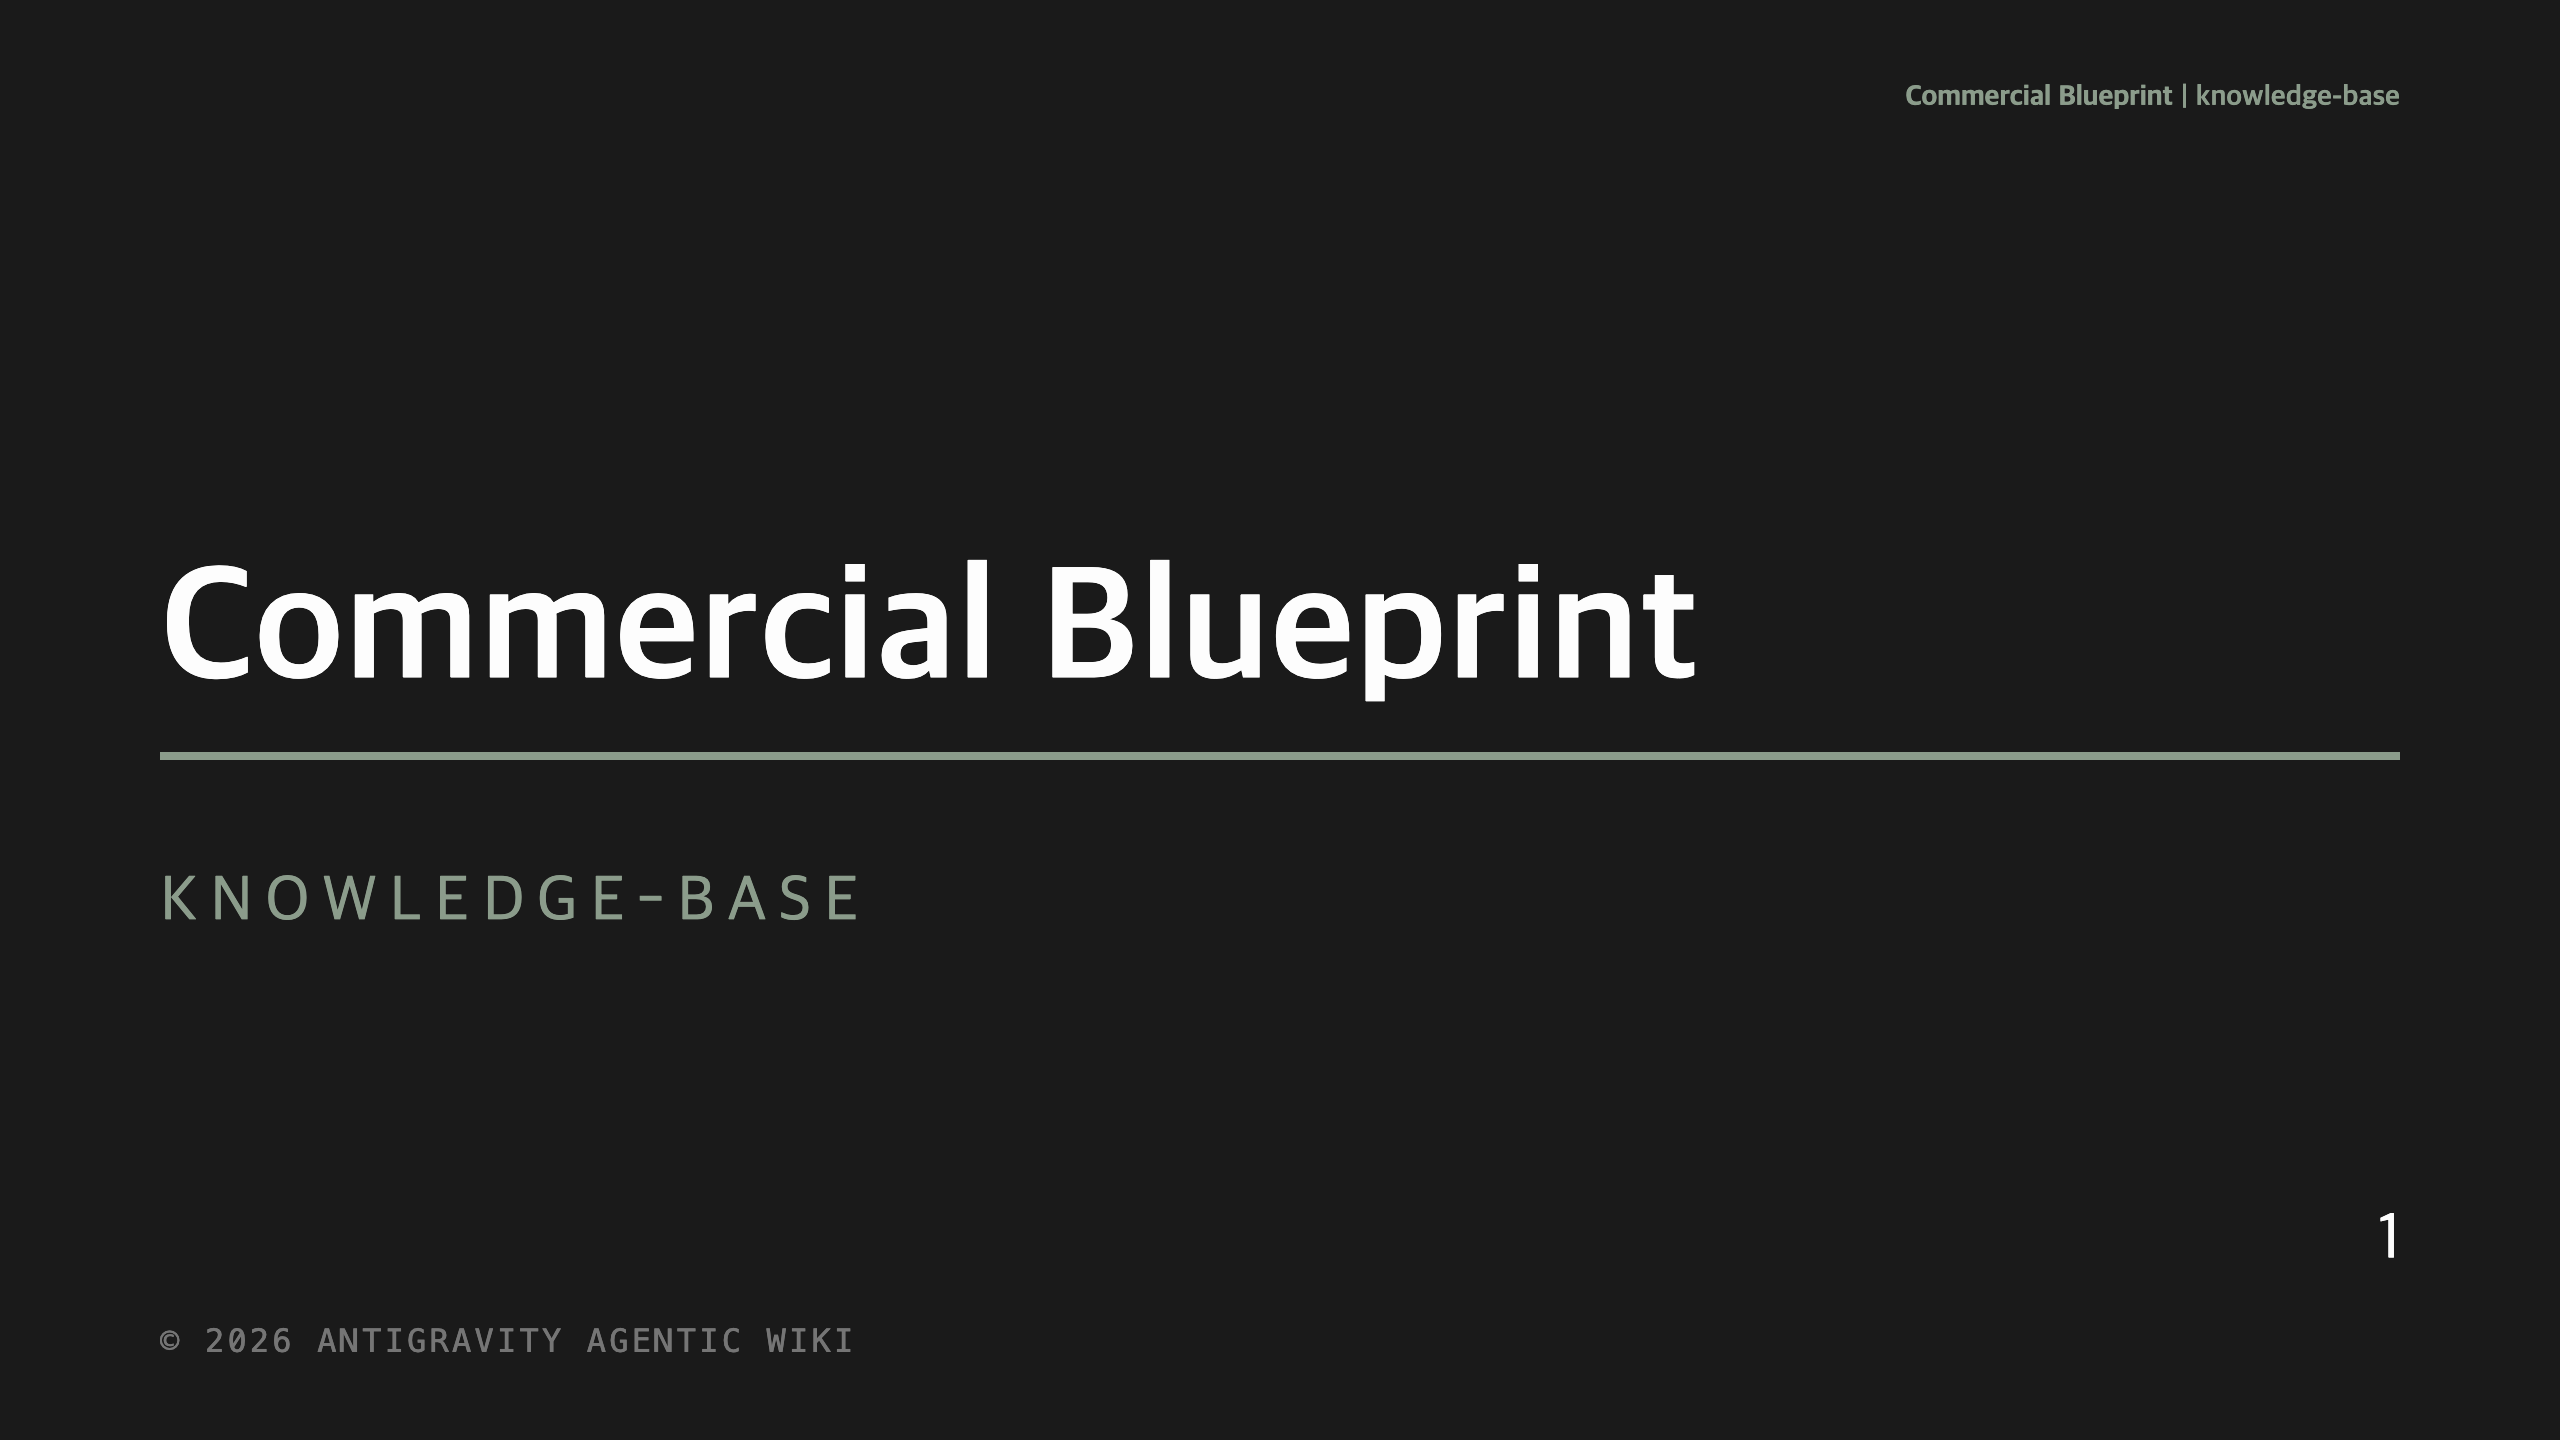 Commercial Blueprint | knowledge-base
Commercial Blueprint
KNOWLEDGE-BASE
1
© 2026 ANTIGRAVITY AGENTIC WIKI